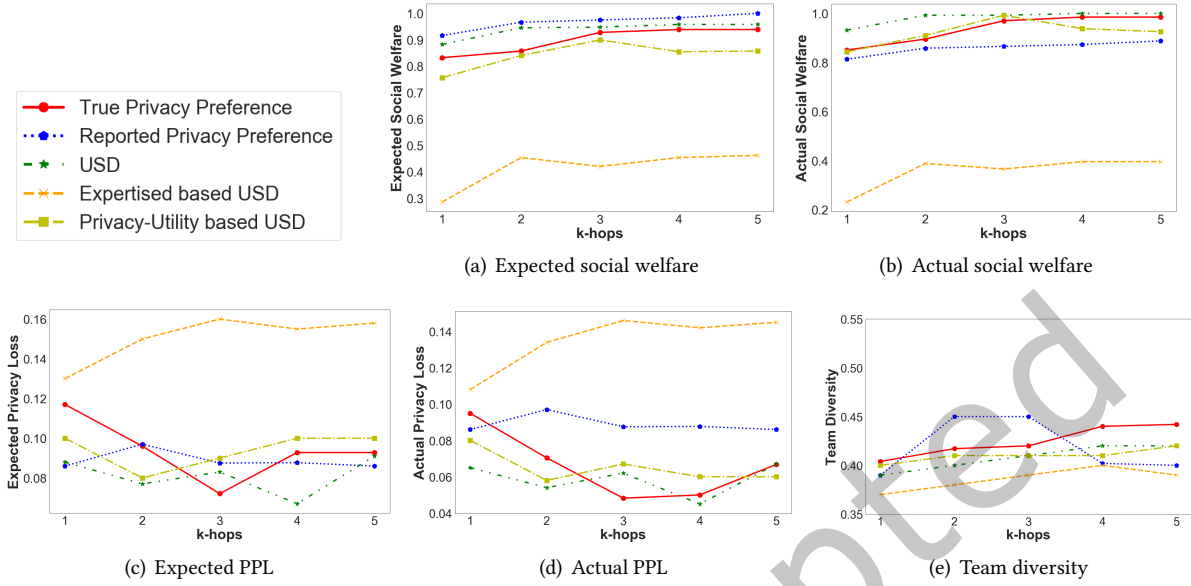 True Privacy Preference
Reported Privacy Preference
USD
Expertised based USD
Privacy-Utility based USD
Expected Social Welfare
1.0
0.9
0.8
0.7
0.6
0.5
0.4
0.3
1 2 3 4 5
k-hops
(a) Expected social welfare
Actual Social Welfare
1.0
0.8
0.6
0.4
0.2
1 2 3 4 5
k-hops
(b) Actual social welfare
Expected Privacy Loss
0.16
0.14
0.12
0.10
0.08
1 2 3 4 5
k-hops
(c) Expected PPL
Actual Privacy Loss
0.14
0.12
0.10
0.08
0.06
0.04
1 2 3 4 5
k-hops
(d) Actual PPL
Team Diversity
0.55
0.50
0.45
0.40
0.35
1 2 3 4 5
k-hops
(e) Team diversity
pted